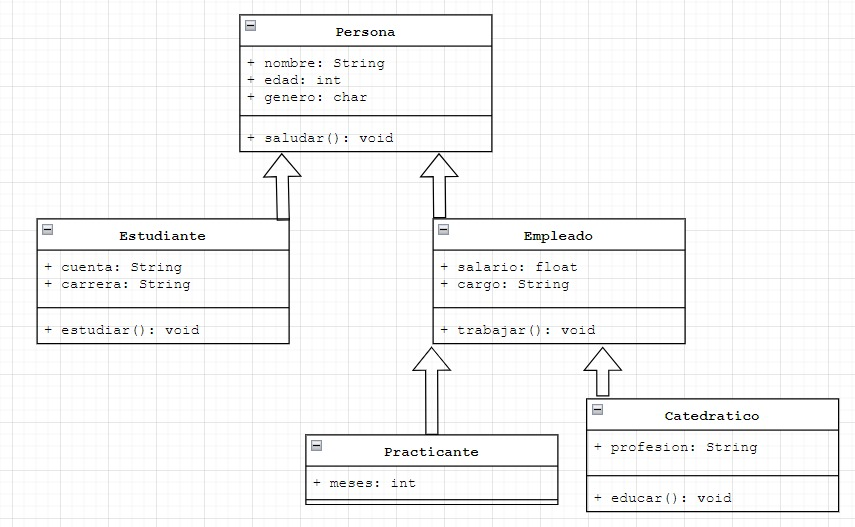 Persona
+ nombre: String
+ edad: int
+ genero: char
+ saludar(): void
Estudiante
+ cuenta: String
+ carrera: String
+ estudiar(): void
Empleado
+ salario: float
+ cargo: String
+ trabajar(): void
Practicante
+ meses: int
Catedratico
+ profesion: String
+ educar(): void